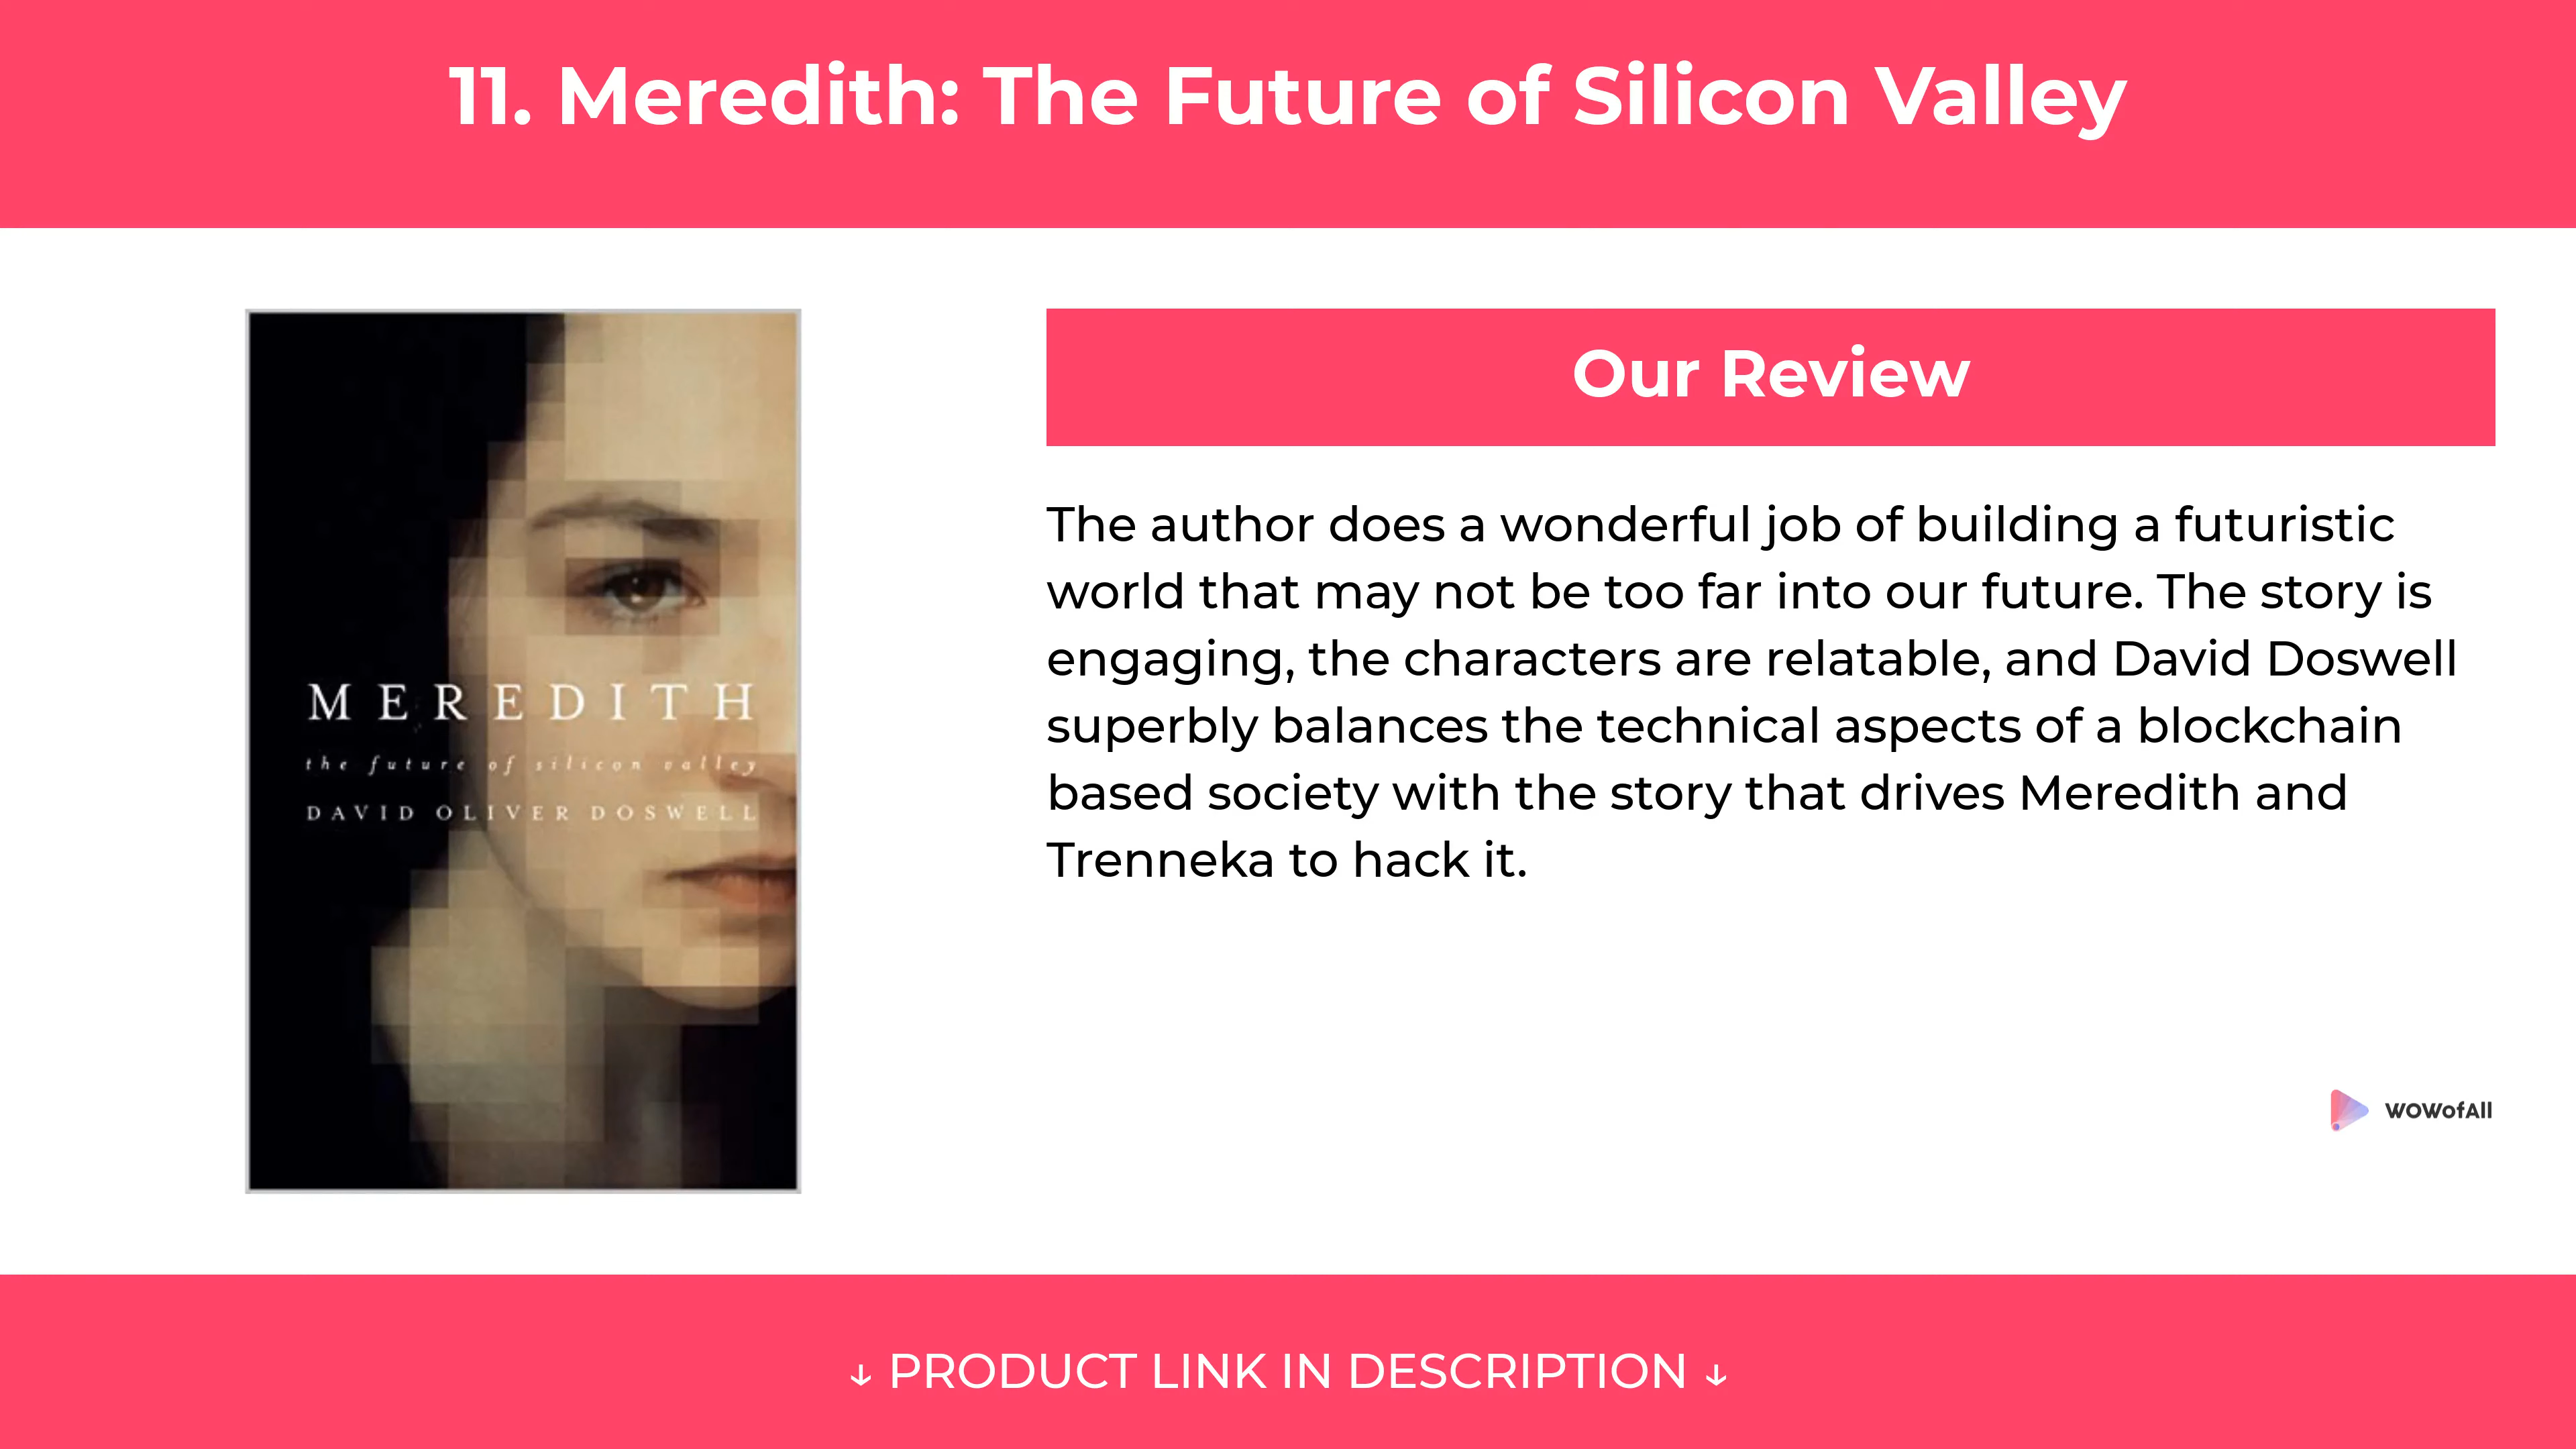 11. Meredith: The Future of Silicon Valley
MEREDITH
the future of silicon valley
DAVID OLIVER DOSWELL
Our Review
The author does a wonderful job of building a futuristic
world that may not be too far into our future. The story is
engaging, the characters are relatable, and David Doswell
superbly balances the technical aspects of a blockchain
based society with the story that drives Meredith and
Trenneka to hack it.
WOWofAll
↓ PRODUCT LINK IN DESCRIPTION ↓